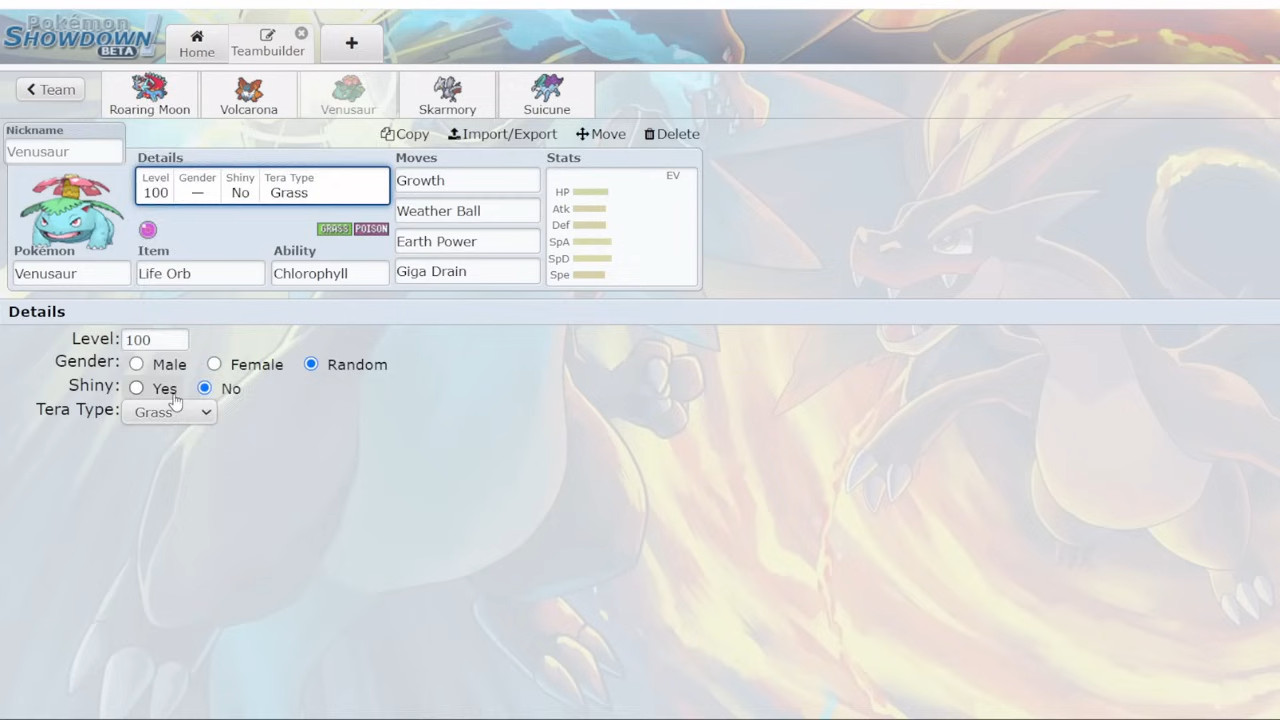 Pokémon
SHOWDOWN!
BETA
Home
Teambuilder
Team
Roaring Moon
Volcarona
Venusaur
Skarmory
Suicune
Nickname
Venusaur
Copy
Import/Export
Move
Delete
Details
Level
100
Gender
—
Shiny
No
Tera Type
Grass
GRASS POISON
Pokémon
Venusaur
Item
Life Orb
Ability
Chlorophyll
Moves
Growth
Weather Ball
Earth Power
Giga Drain
Stats
EV
HP
Atk
Def
SpA
SpD
Spe
Details
Level: 100
Gender: Male Female Random
Shiny: Yes No
Tera Type: Grass